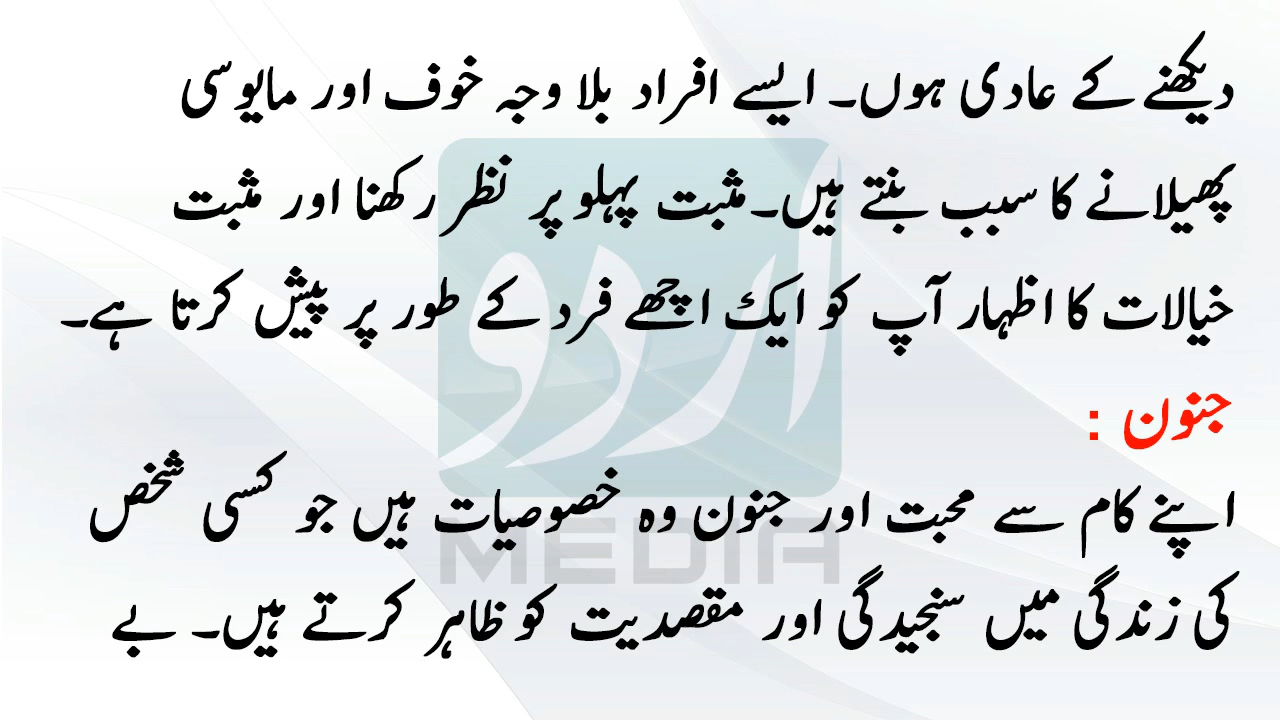 دیکھنے کے عادی ہوں۔ ایسے افراد بلا وجہ خوف اور مایوسی
پھیلانے کا سبب بنتے ہیں۔مثبت پہلو پر نظر رکھنا اور مثبت
خیالات کا اظہار آپ کو ایک اچھے فرد کے طور پر پیش کرتا ہے۔
جنون :
اپنے کام سے محبت اور جنون وہ خصوصیات ہیں جو کسی شخص
کی زندگی میں سنجیدگی اور مقصدیت کو ظاہر کرتے ہیں۔ بے
اردو
MEDIA